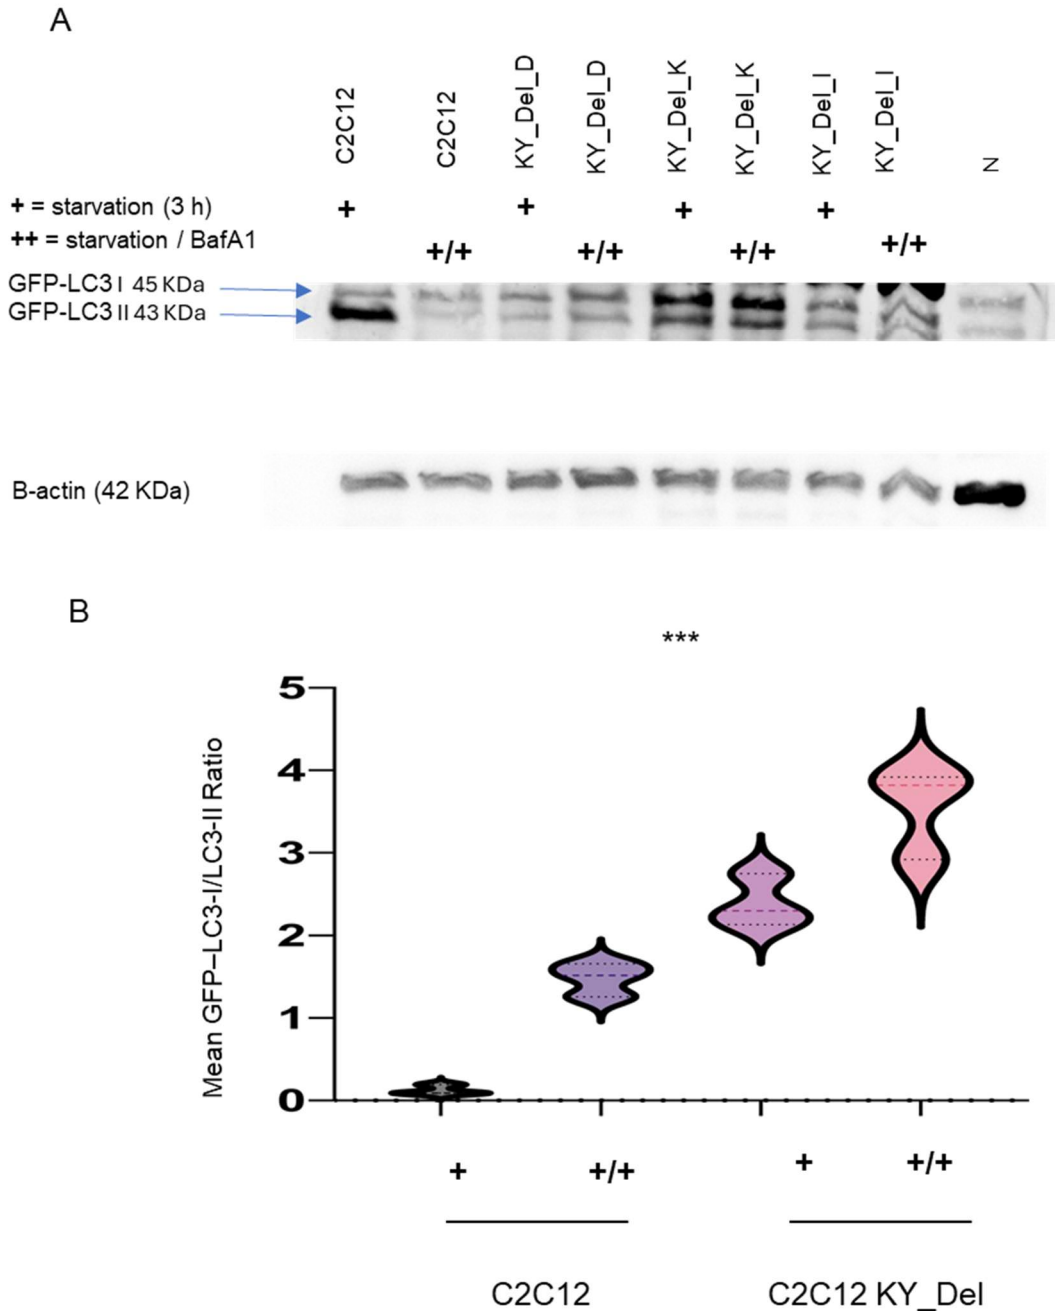 A
C2C12
C2C12
KY_Del_D
KY_Del_D
KY_Del_K
KY_Del_K
KY_Del_I
KY_Del_I
N
+ = starvation (3 h)
+ + + +
++ = starvation / BafA1
+/+ +/+ +/+ +/+
GFP-LC3 I 45 KDa
GFP-LC3 II 43 KDa
B-actin (42 KDa)
B
***
Mean GFP–LC3-I/LC3-II Ratio
5
4
3
2
1
0
+ +/+ + +/+
C2C12 C2C12 KY_Del